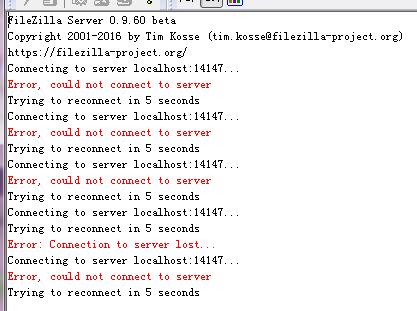 FileZilla Server 0.9.60 beta
Copyright 2001-2016 by Tim Kosse (tim.kosse@filezilla-project.org)
https://filezilla-project.org/
Connecting to server localhost:14147...
Error, could not connect to server
Trying to reconnect in 5 seconds
Connecting to server localhost:14147...
Error, could not connect to server
Trying to reconnect in 5 seconds
Connecting to server localhost:14147...
Error, could not connect to server
Trying to reconnect in 5 seconds
Connecting to server localhost:14147...
Trying to reconnect in 5 seconds
Error: Connection to server lost...
Connecting to server localhost:14147...
Error, could not connect to server
Trying to reconnect in 5 seconds